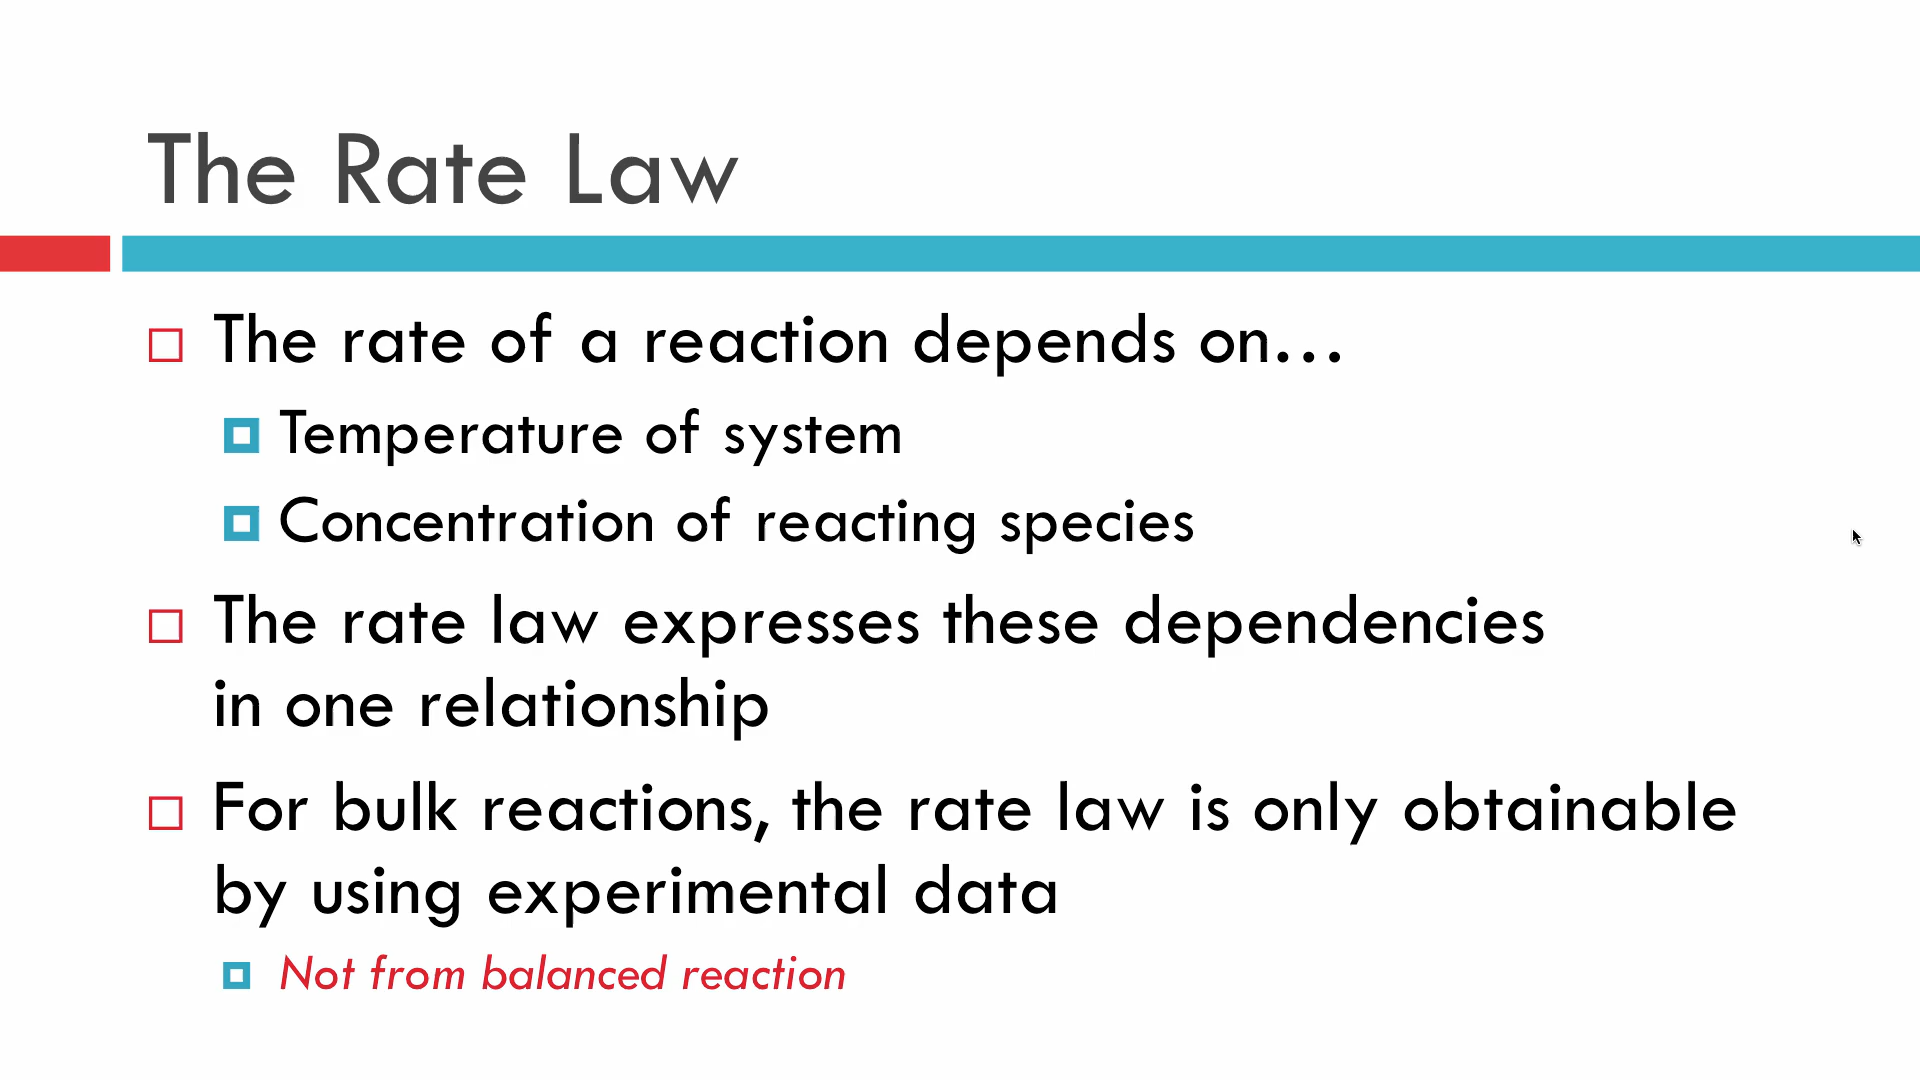 The Rate Law
The rate of a reaction depends on…
Temperature of system
Concentration of reacting species
The rate law expresses these dependencies
in one relationship
For bulk reactions, the rate law is only obtainable
by using experimental data
Not from balanced reaction